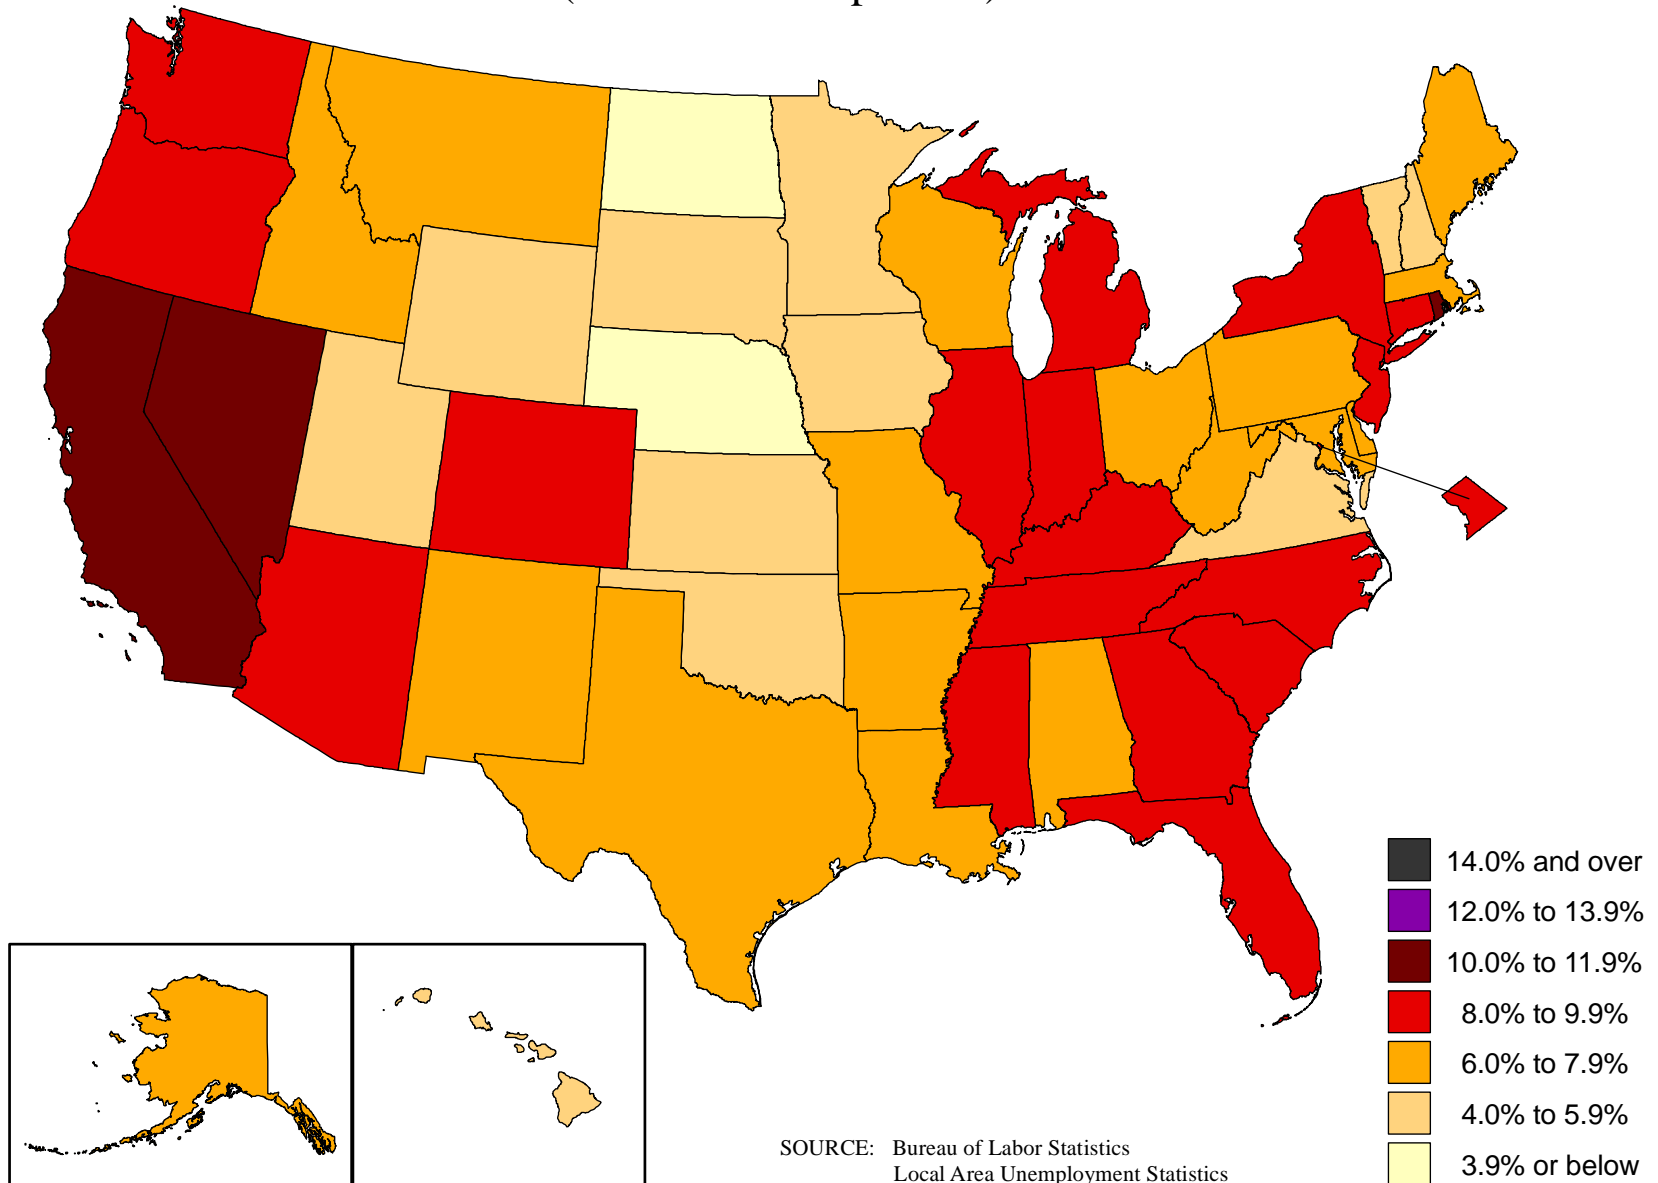 14.0% and over
12.0% to 13.9%
10.0% to 11.9%
8.0% to 9.9%
6.0% to 7.9%
4.0% to 5.9%
3.9% or below
SOURCE: Bureau of Labor Statistics
Local Area Unemployment Statistics